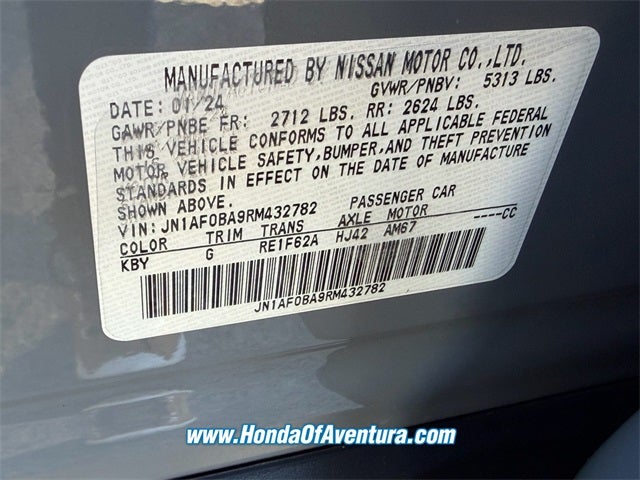 MANUFACTURED BY NISSAN MOTOR CO.,LTD.
DATE: 01/24 GVWR/PNBV: 5313 LBS.
GAWR/PNBE FR: 2712 LBS. RR: 2624 LBS.
THIS VEHICLE CONFORMS TO ALL APPLICABLE FEDERAL
MOTOR VEHICLE SAFETY,BUMPER,AND THEFT PREVENTION
STANDARDS IN EFFECT ON THE DATE OF MANUFACTURE
SHOWN ABOVE.
VIN: JN1AF0BA9RM432782 PASSENGER CAR
COLOR TRIM TRANS AXLE MOTOR ----CC
KBY G RE1F62A HJ42 AM67
JN1AF0BA9RM432782
www.HondaOfAventura.com